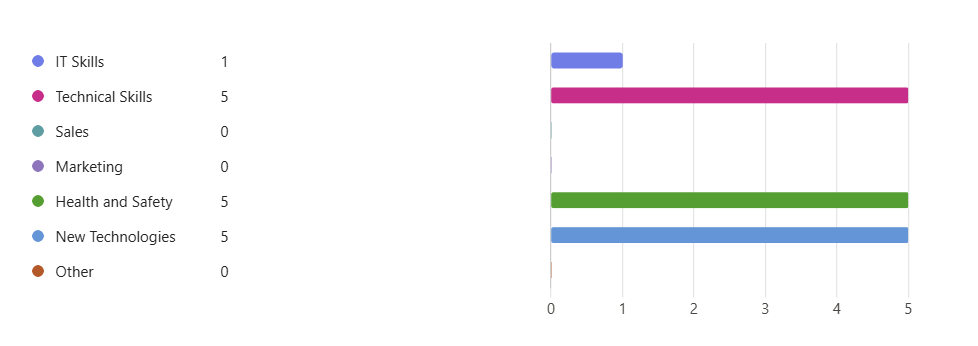 IT Skills 1
Technical Skills 5
Sales 0
Marketing 0
Health and Safety 5
New Technologies 5
Other 0
0 1 2 3 4 5